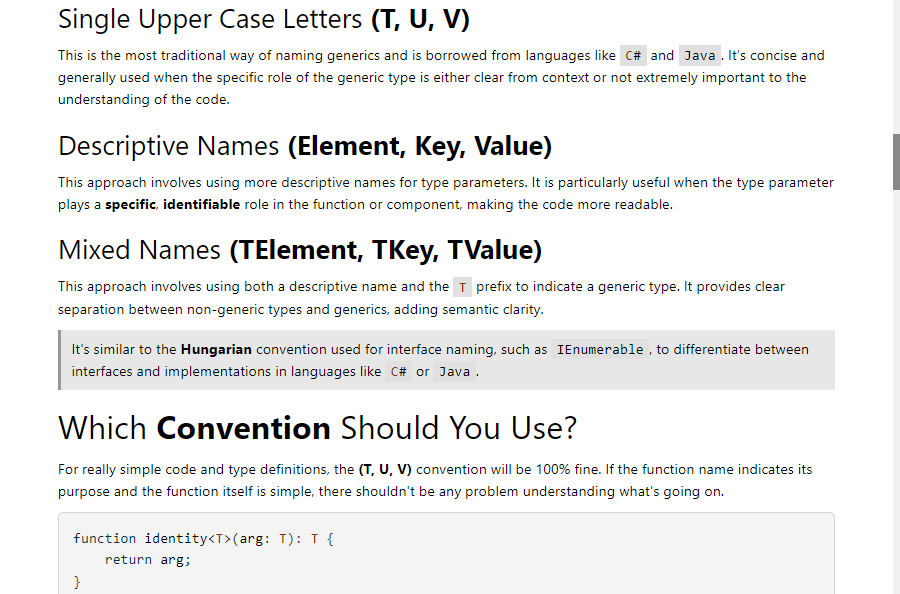 Single Upper Case Letters (T, U, V)
This is the most traditional way of naming generics and is borrowed from languages like C# and Java. It's concise and
generally used when the specific role of the generic type is either clear from context or not extremely important to the
understanding of the code.
Descriptive Names (Element, Key, Value)
This approach involves using more descriptive names for type parameters. It is particularly useful when the type parameter
plays a specific, identifiable role in the function or component, making the code more readable.
Mixed Names (TElement, TKey, TValue)
This approach involves using both a descriptive name and the T prefix to indicate a generic type. It provides clear
separation between non-generic types and generics, adding semantic clarity.
It's similar to the Hungarian convention used for interface naming, such as IEnumerable, to differentiate between
interfaces and implementations in languages like C# or Java.
Which Convention Should You Use?
For really simple code and type definitions, the (T, U, V) convention will be 100% fine. If the function name indicates its
purpose and the function itself is simple, there shouldn't be any problem understanding what's going on.
function identity<T>(arg: T): T {
    return arg;
}